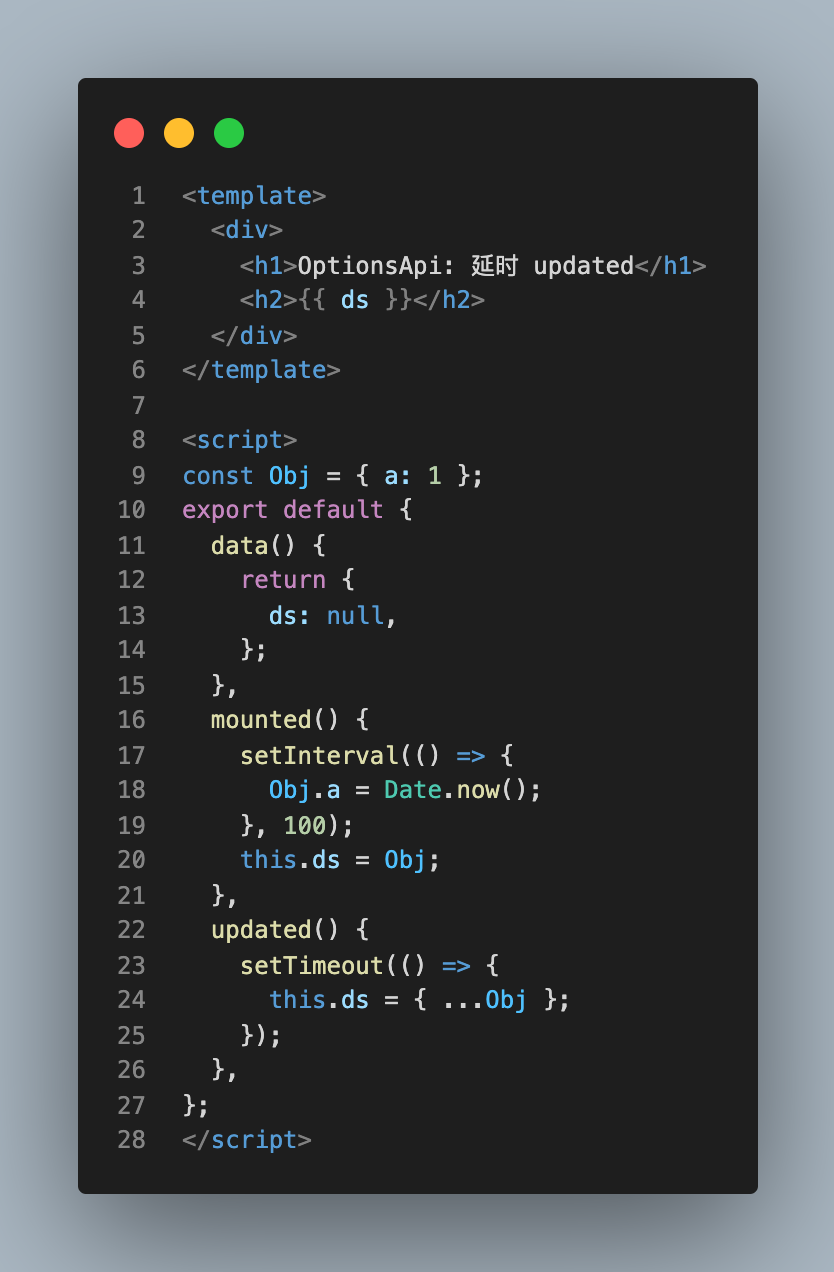 1 <template>
2   <div>
3     <h1>OptionsApi: 延时 updated</h1>
4     <h2>{{ ds }}</h2>
5   </div>
6 </template>
7
8 <script>
9 const Obj = { a: 1 };
10 export default {
11   data() {
12     return {
13       ds: null,
14     };
15   },
16   mounted() {
17     setInterval(() => {
18       Obj.a = Date.now();
19     }, 100);
20     this.ds = Obj;
21   },
22   updated() {
23     setTimeout(() => {
24       this.ds = { ...Obj };
25     });
26   },
27 };
28 </script>